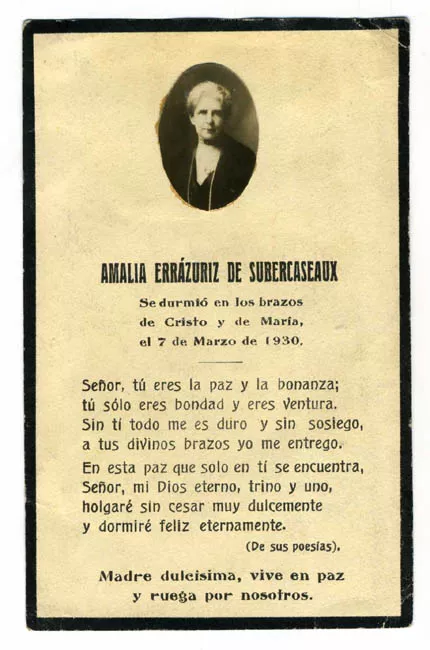 AMALIA ERRÁZURIZ DE SUBERCASEAUX
Se durmió en los brazos
de Cristo y de María,
el 7 de Marzo de 1930.
Señor, tú eres la paz y la bonanza;
tú sólo eres bondad y eres ventura.
Sin tí todo me es duro y sin sosiego,
a tus divinos brazos yo me entrego.
En esta paz que solo en tí se encuentra,
Señor, mi Dios eterno, trino y uno,
holgaré sin cesar muy dulcemente
y dormiré feliz eternamente.
(De sus poesías).
Madre dulcísima, vive en paz
y ruega por nosotros.